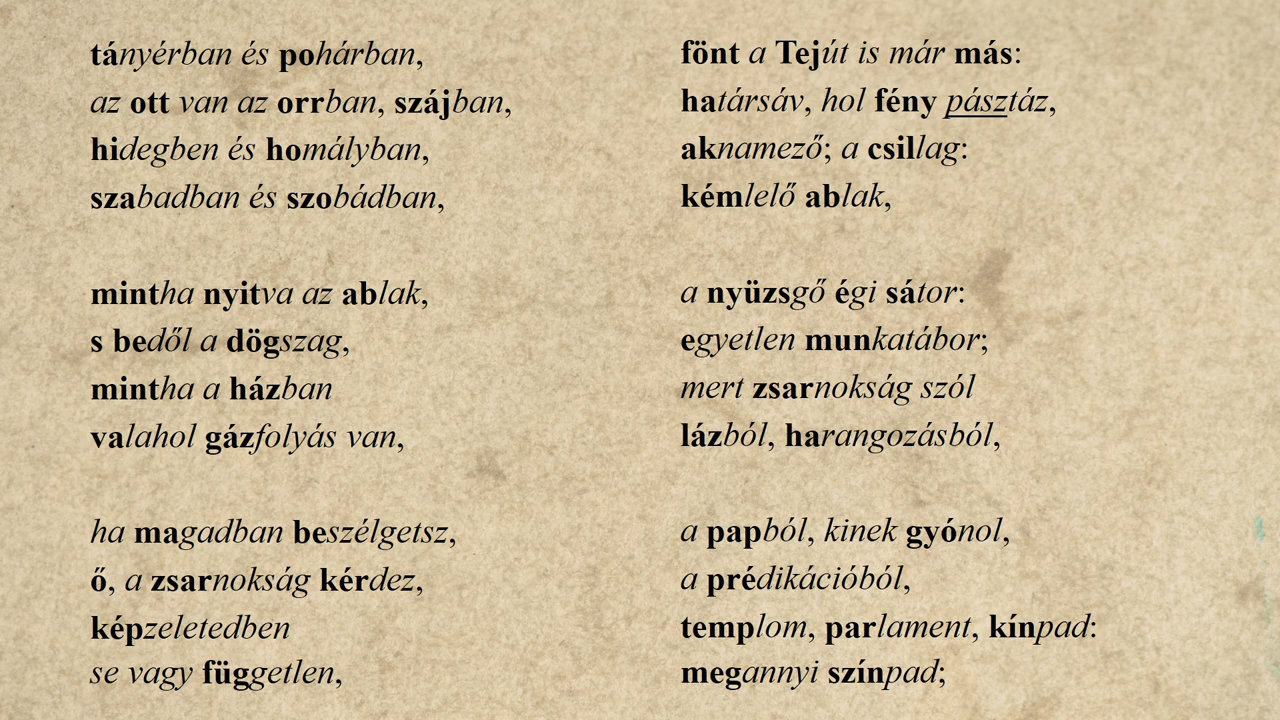 tányérban és pohárban,
az ott van az orrban, szájban,
hidegben és homályban,
szabadban és szobádban,
mintha nyitva az ablak,
s bedől a dögszag,
mintha a házban
valahol gázfolyás van,
ha magadban beszélgetsz,
ő, a zsarnokság kérdez,
képzeletedben
se vagy független,
fönt a Tejút is már más:
határsáv, hol fény pásztáz,
aknamező; a csillag:
kémlelő ablak,
a nyüzsgő égi sátor:
egyetlen munkatábor;
mert zsarnokság szól
lázból, harangozásból,
a papból, kinek gyónol,
a prédikációból,
templom, parlament, kínpad:
megannyi színpad;